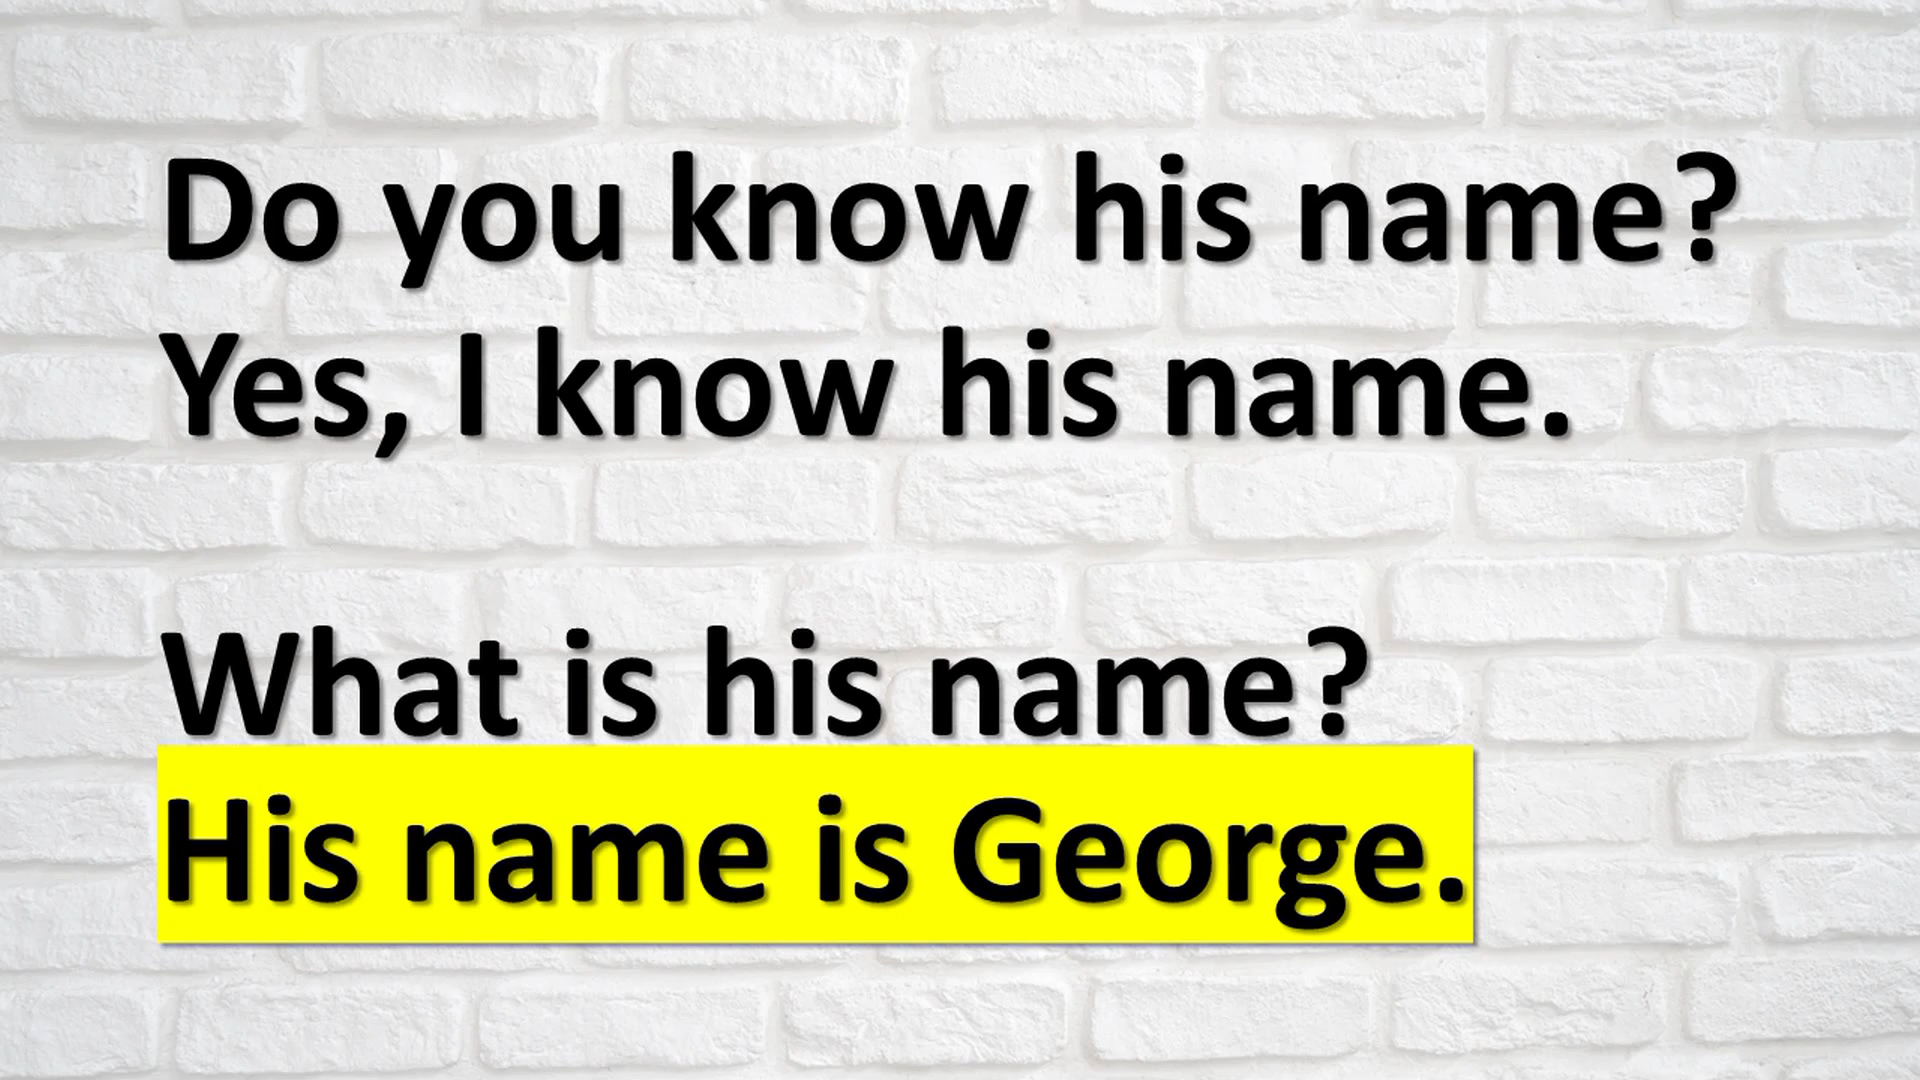 Do you know his name?
Yes, I know his name.
What is his name?
His name is George.